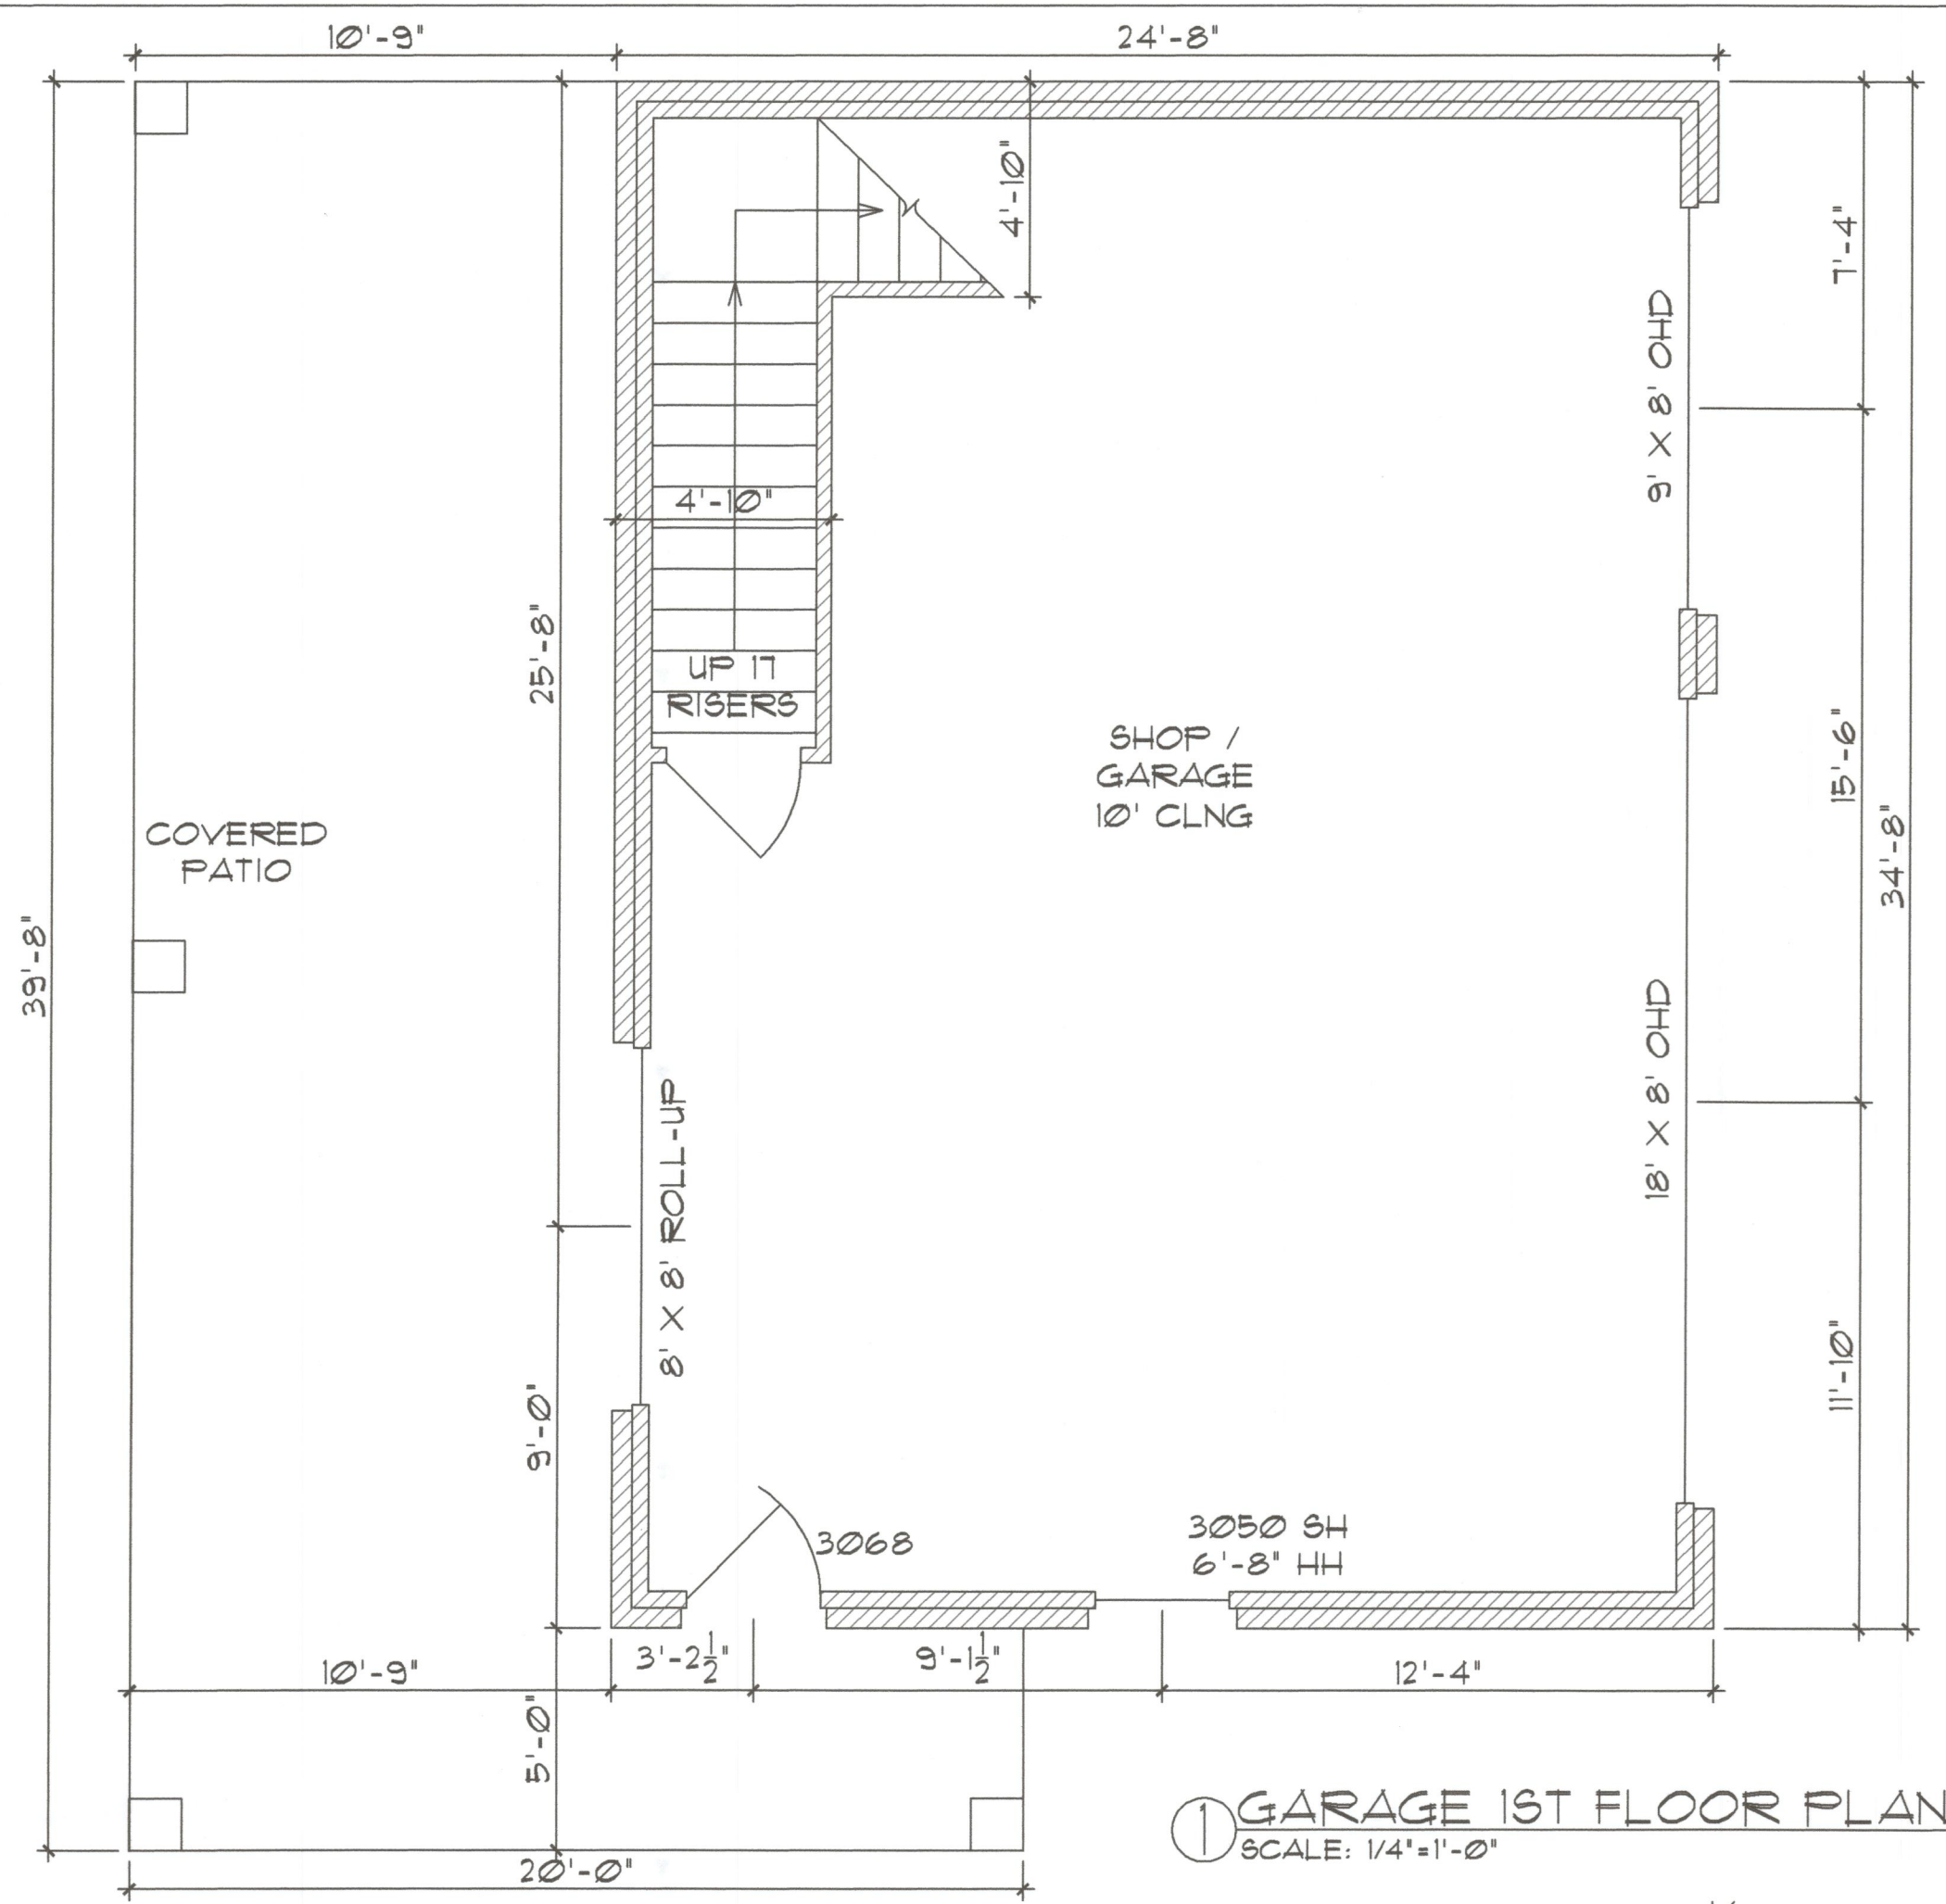 10'-9"
24'-8"
4'-10"
7'-4"
9' X 8' OHD
4'-10"
25'-8"
UP 17
RISERS
SHOP /
GARAGE
10' CLNG
15'-6"
34'-8"
COVERED
PATIO
39'-8"
18' X 8' OHD
8' X 8' ROLL-UP
9'-0"
11'-10"
3068
3050 SH
6'-8" HH
10'-9"
3'-2 1/2"
9'-1 1/2"
12'-4"
5'-0"
1
GARAGE 1ST FLOOR PLAN
SCALE: 1/4"=1'-0"
20'-0"